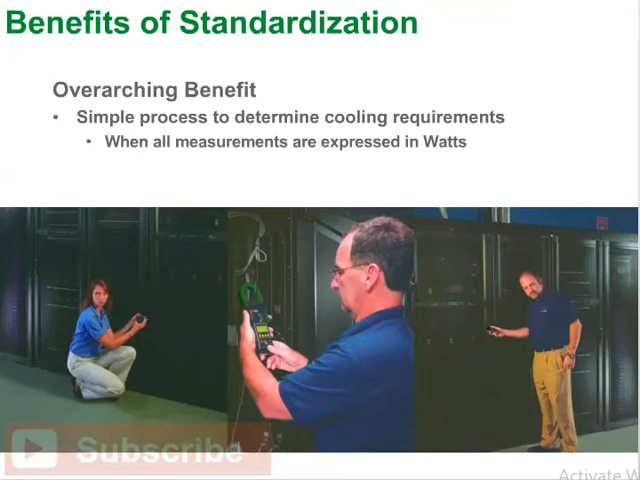 Benefits of Standardization
Overarching Benefit
• Simple process to determine cooling requirements
• When all measurements are expressed in Watts
Subscribe
Activate W